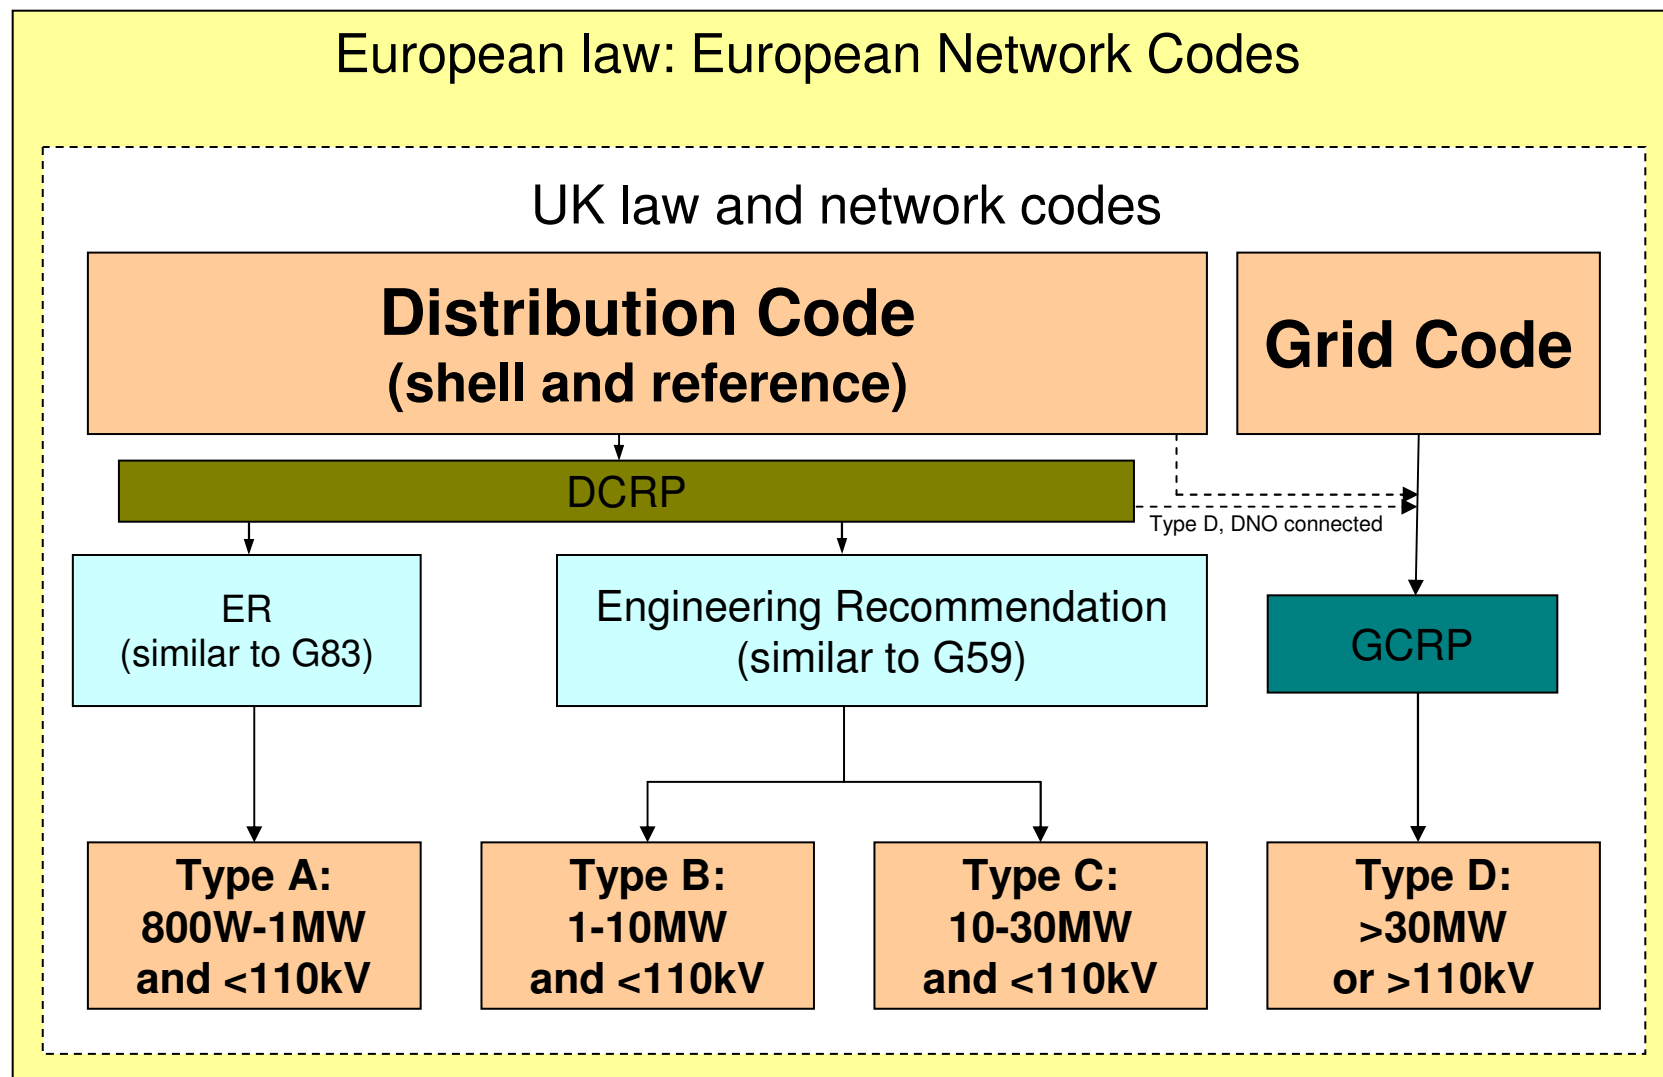 European law: European Network Codes
UK law and network codes
Distribution Code
(shell and reference)
Grid Code
DCRP
Type D, DNO connected
ER
(similar to G83)
Engineering Recommendation
(similar to G59)
GCRP
Type A:
800W-1MW
and <110kV
Type B:
1-10MW
and <110kV
Type C:
10-30MW
and <110kV
Type D:
>30MW
or >110kV